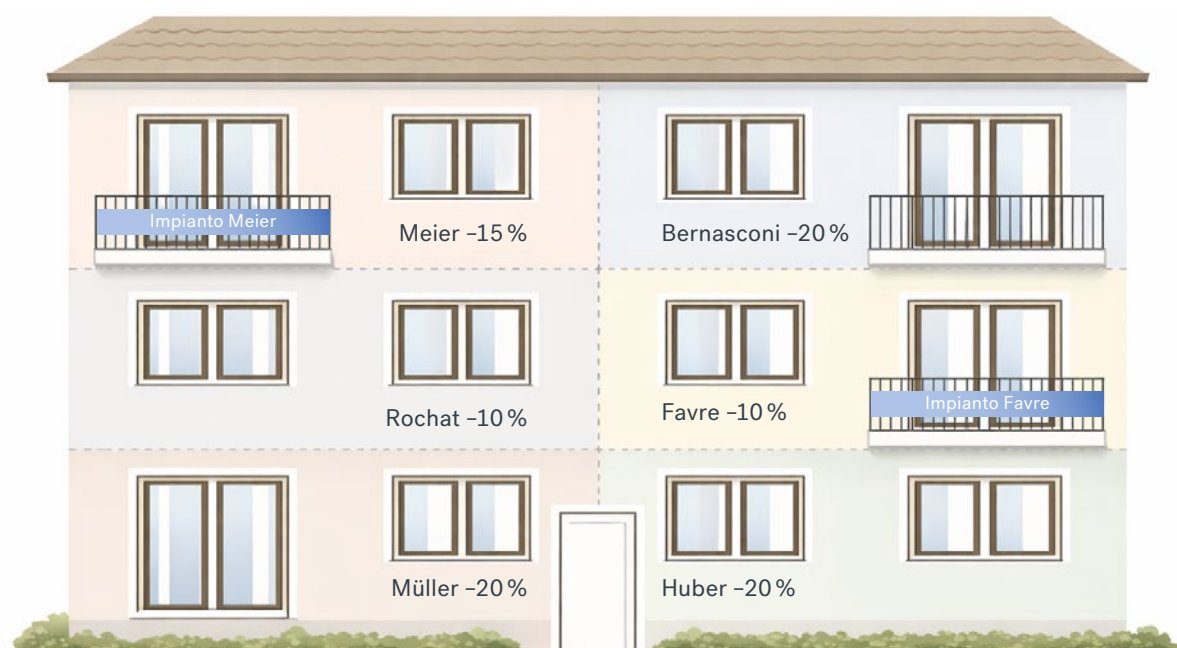 Impianto Meier
Meier –15 %
Bernasconi –20 %
Rochat –10 %
Favre –10 %
Impianto Favre
Müller –20 %
Huber –20 %